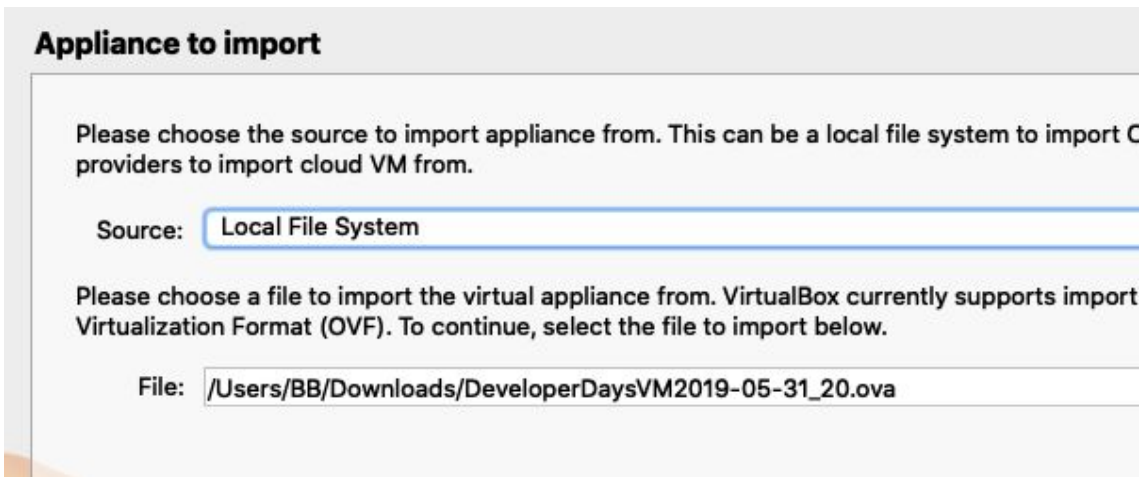 Appliance to import
Please choose the source to import appliance from. This can be a local file system to import
providers to import cloud VM from.
Source: Local File System
Please choose a file to import the virtual appliance from. VirtualBox currently supports import
Virtualization Format (OVF). To continue, select the file to import below.
File: /Users/BB/Downloads/DeveloperDaysVM2019-05-31_20.ova